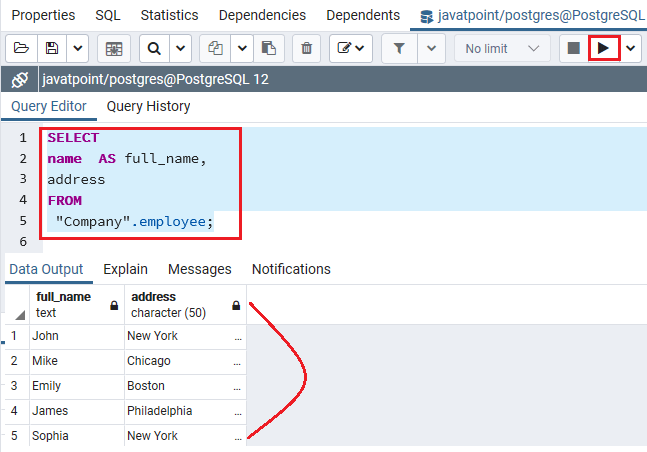 Properties SQL Statistics Dependencies Dependents javatpoint/postgres@PostgreSQL
No limit
javatpoint/postgres@PostgreSQL 12
Query Editor Query History
1 SELECT
2 name  AS full_name,
3 address
4 FROM
5  "Company".employee;
6
Data Output Explain Messages Notifications
full_name address
text character (50)
1 John New York ...
2 Mike Chicago ...
3 Emily Boston ...
4 James Philadelphia ...
5 Sophia New York ...